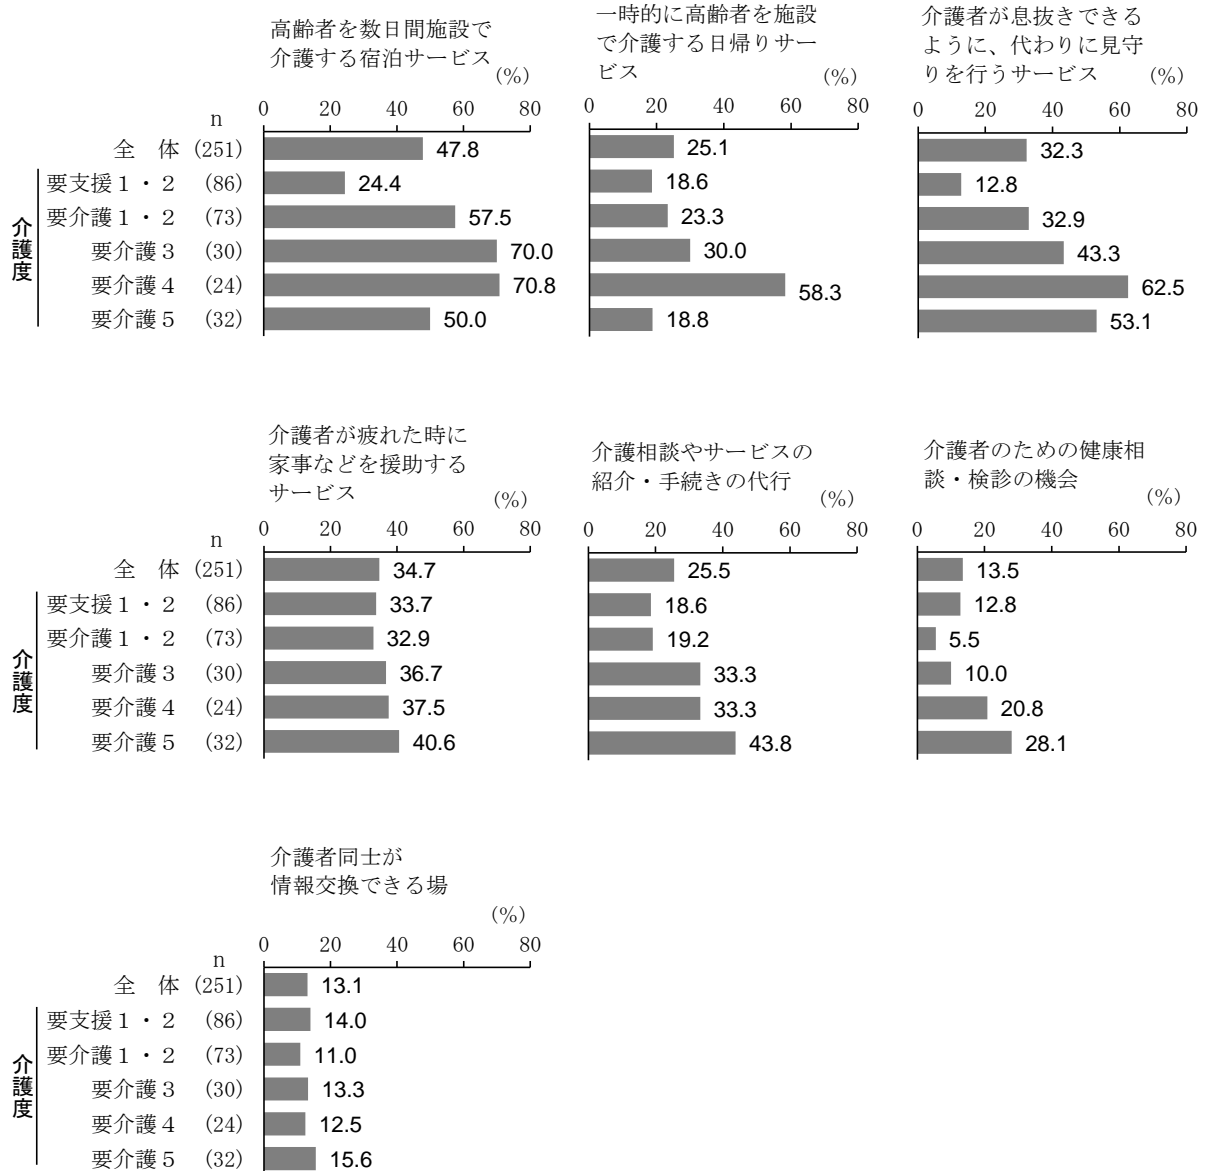 高齢者を数日間施設で
介護する宿泊サービス
(%)
一時的に高齢者を施設
で介護する日帰りサー
ビス
(%)
介護者が息抜きできる
ように、代わりに見守
りを行うサービス
(%)
0 20 40 60 80
0 20 40 60 80
0 20 40 60 80
n
全　体 (251) 47.8 25.1 32.3
要支援１・２ (86) 24.4 18.6 12.8
要介護１・２ (73) 57.5 23.3 32.9
要介護３ (30) 70.0 30.0 43.3
要介護４ (24) 70.8 58.3 62.5
要介護５ (32) 50.0 18.8 53.1
介護度
介護者が疲れた時に
家事などを援助する
サービス
(%)
介護相談やサービスの
紹介・手続きの代行
(%)
介護者のための健康相
談・検診の機会
(%)
0 20 40 60 80
0 20 40 60 80
0 20 40 60 80
n
全　体 (251) 34.7 25.5 13.5
要支援１・２ (86) 33.7 18.6 12.8
要介護１・２ (73) 32.9 19.2 5.5
要介護３ (30) 36.7 33.3 10.0
要介護４ (24) 37.5 33.3 20.8
要介護５ (32) 40.6 43.8 28.1
介護度
介護者同士が
情報交換できる場
(%)
0 20 40 60 80
n
全　体 (251) 13.1
要支援１・２ (86) 14.0
要介護１・２ (73) 11.0
要介護３ (30) 13.3
要介護４ (24) 12.5
要介護５ (32) 15.6
介護度